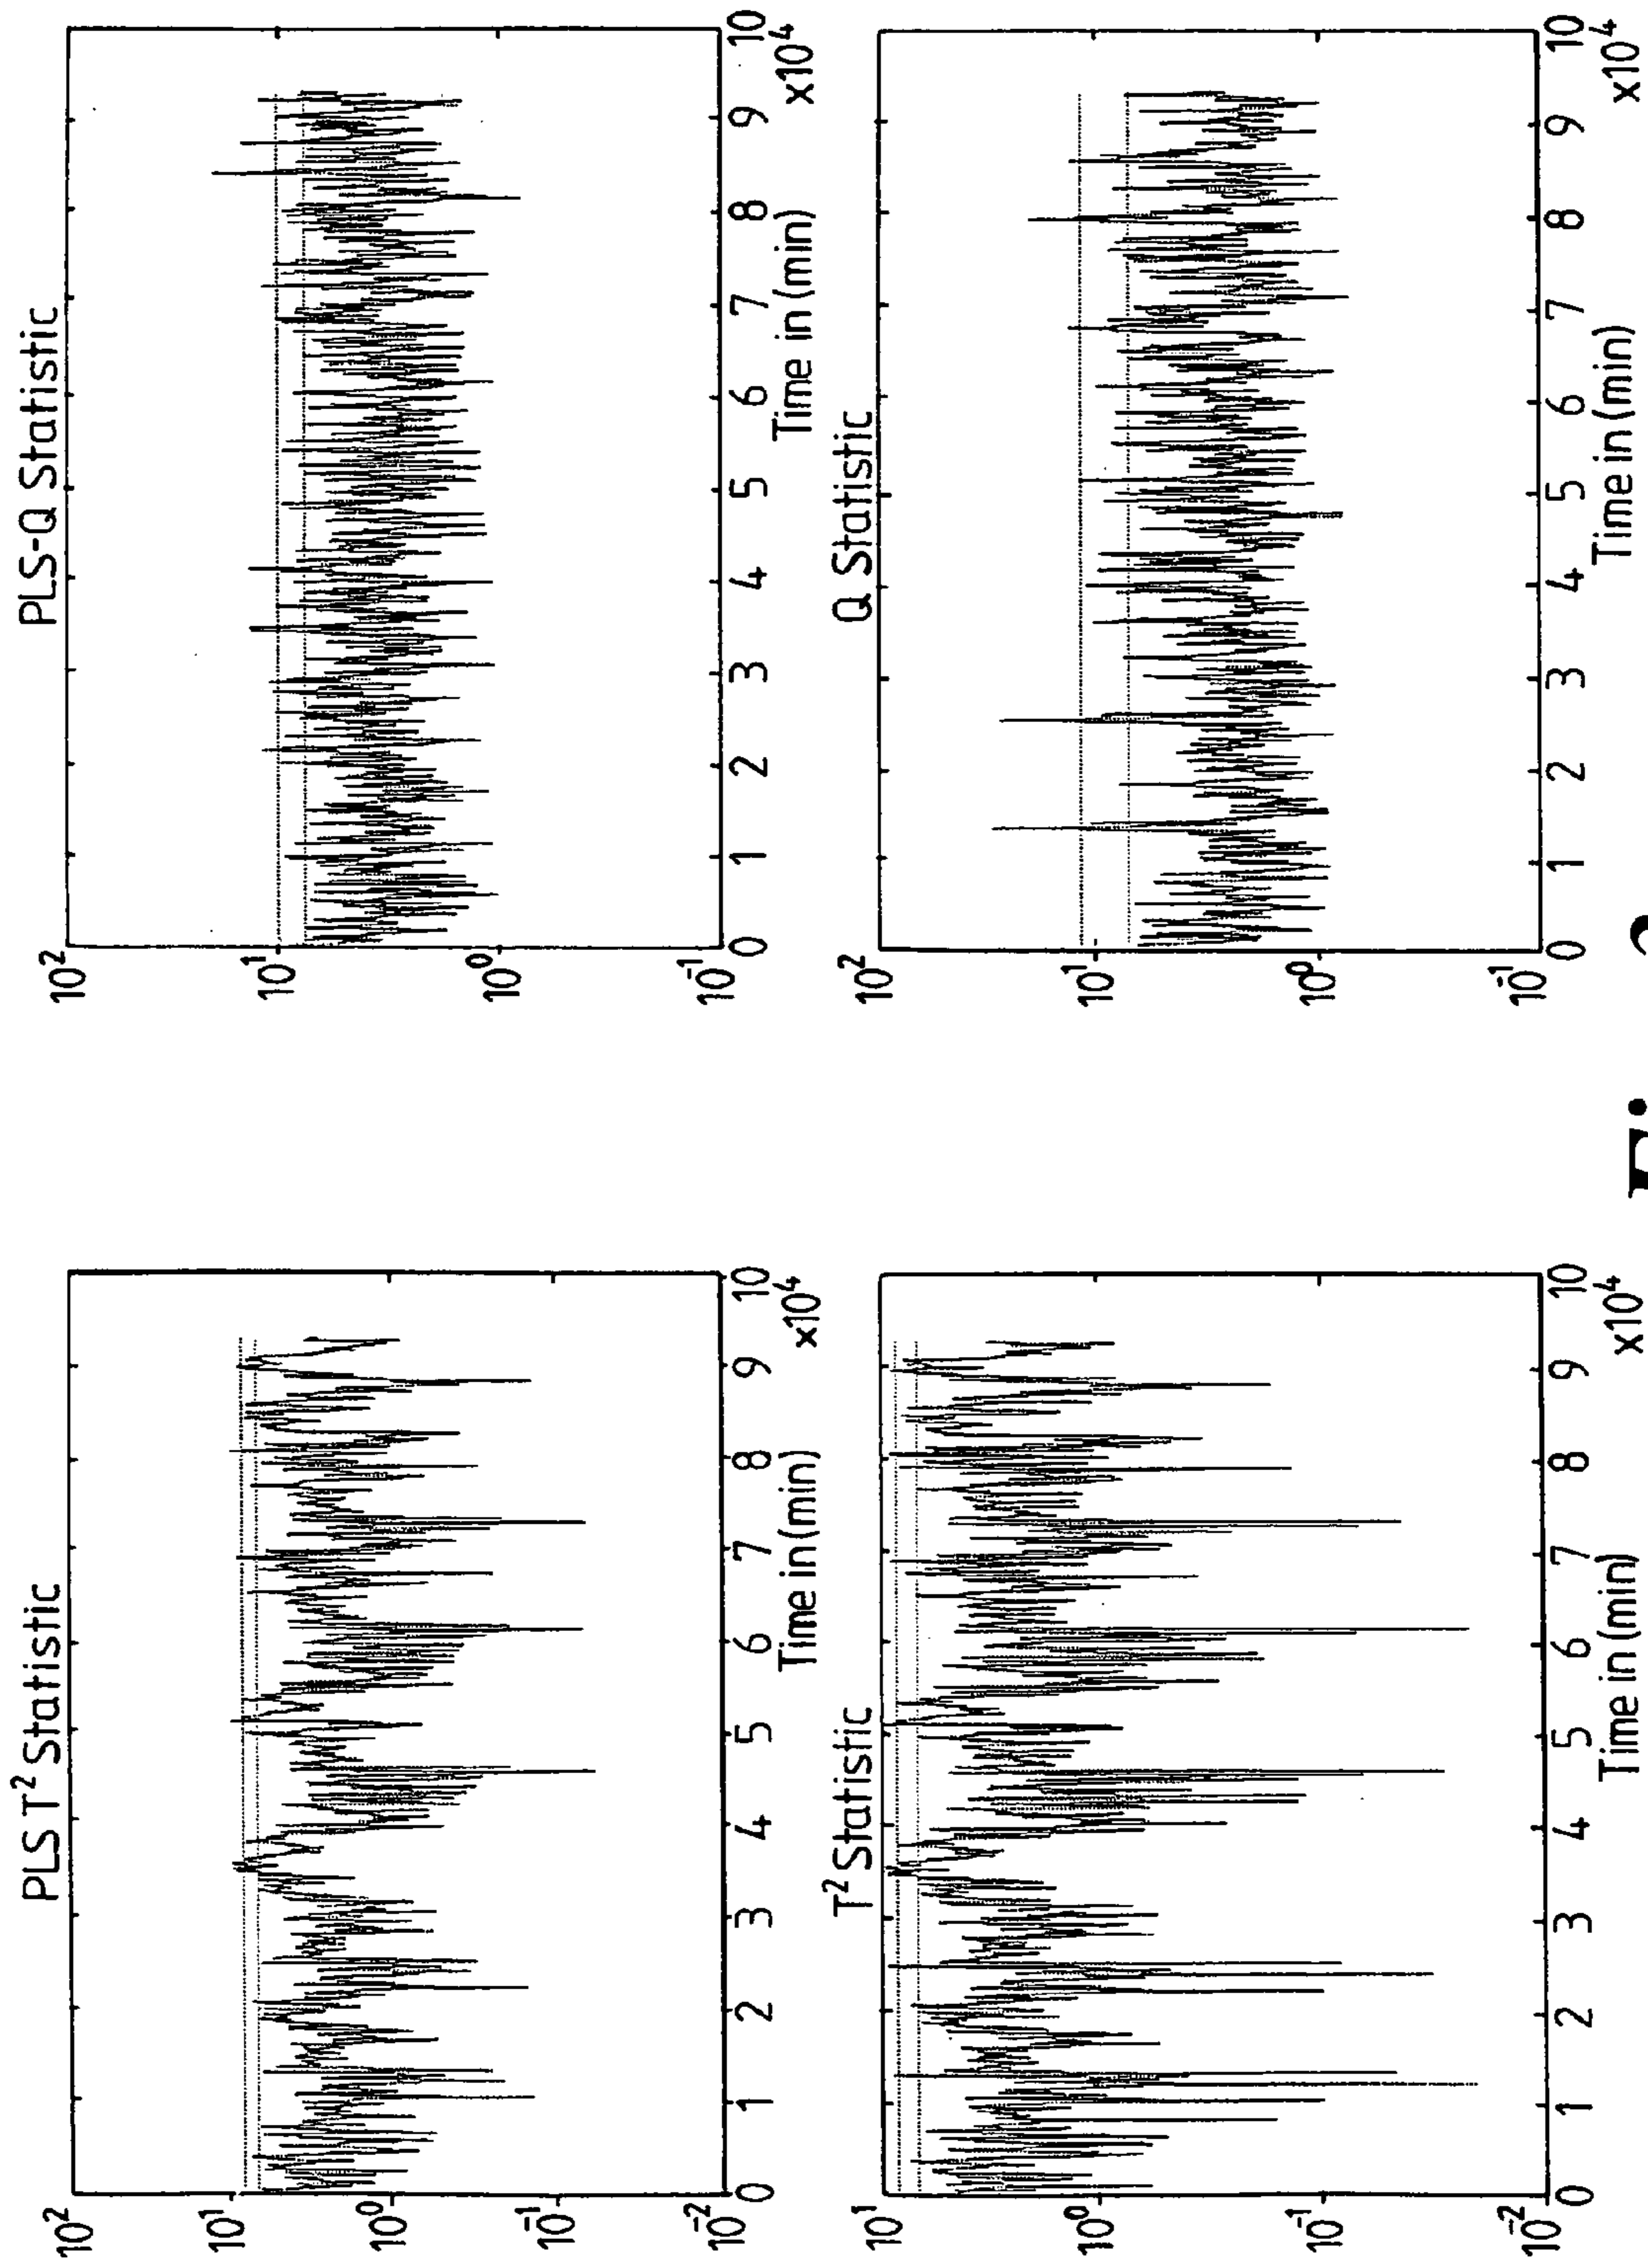 PLS T² Statistic
10²
10¹
10⁰
10⁻¹
10⁻²
0 1 2 3 4 5 6 7 8 9 10
Time in (min)
x10⁴
PLS-Q Statistic
10²
10¹
10⁰
10⁻¹
0 1 2 3 4 5 6 7 8 9 10
Time in (min)
x10⁴
T² Statistic
10¹
10⁰
10⁻¹
10⁻²
0 1 2 3 4 5 6 7 8 9 10
Time in (min)
x10⁴
Q Statistic
10²
10¹
10⁰
10⁻¹
0 1 2 3 4 5 6 7 8 9 10
Time in (min)
x10⁴